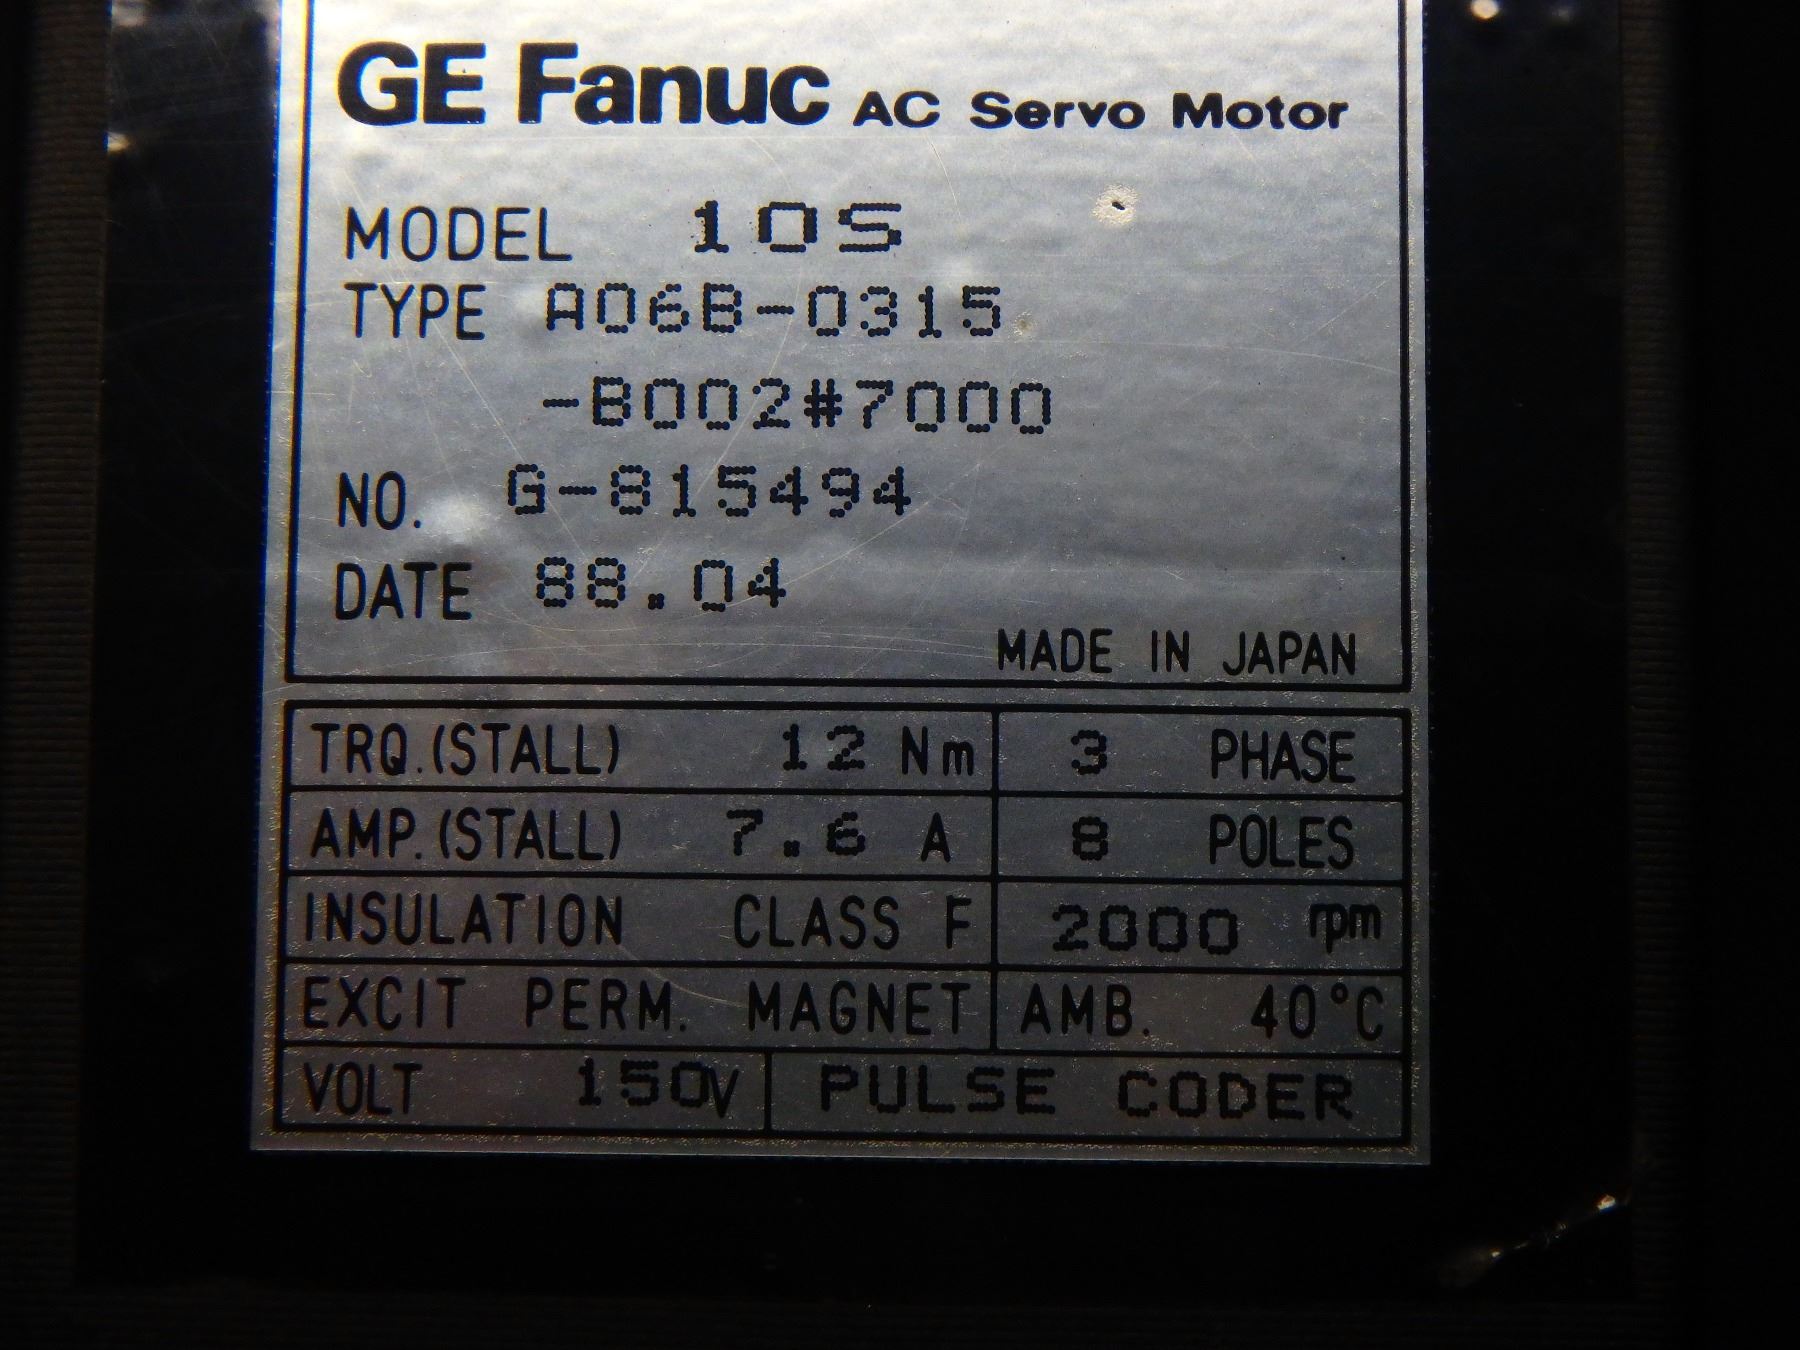 GE Fanuc AC Servo Motor
MODEL 10S
TYPE A06B-0315
-B002#7000
NO. G-815494
DATE 88.04
MADE IN JAPAN
TRQ.(STALL) 12 Nm 3 PHASE
AMP.(STALL) 7.6 A 8 POLES
INSULATION CLASS F 2000 rpm
EXCIT PERM. MAGNET AMB. 40°C
VOLT 150V PULSE CODER